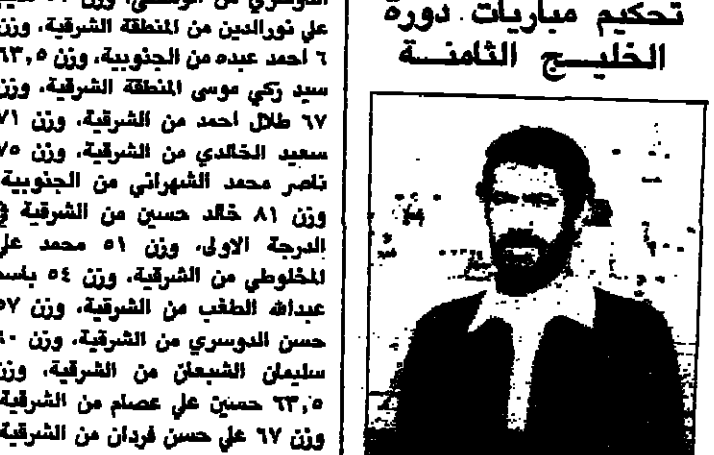 تحكيم مباريات دورة
الخليج الثامنة
علي نورالدين من المنطقة الشرقية، وزن
٦ احمد عبده من الجنوبية، وزن ٦٣,٥
سيد زكي موسى المنطقة الشرقية، وزن
٦٧ طلال احمد من الشرقية، وزن ٧١
سعيد الخالدي من الشرقية، وزن ٧٥
ناصر محمد الشهراني من الجنوبية
وزن ٨١ خالد حسين من الشرقية في
الدرجة الاولى، وزن ٥١ محمد علي
المخلوطي من الشرقية، وزن ٥٤ باسم
عبدالله الطغب من الشرقية، وزن ٥٧
حسن الدوسري من الشرقية، وزن
سليمان الشبعان من الشرقية، وزن
٦٣,٥ حسين علي عصام من الشرقية
وزن ٦٧ علي حسن فردان من الشرقية